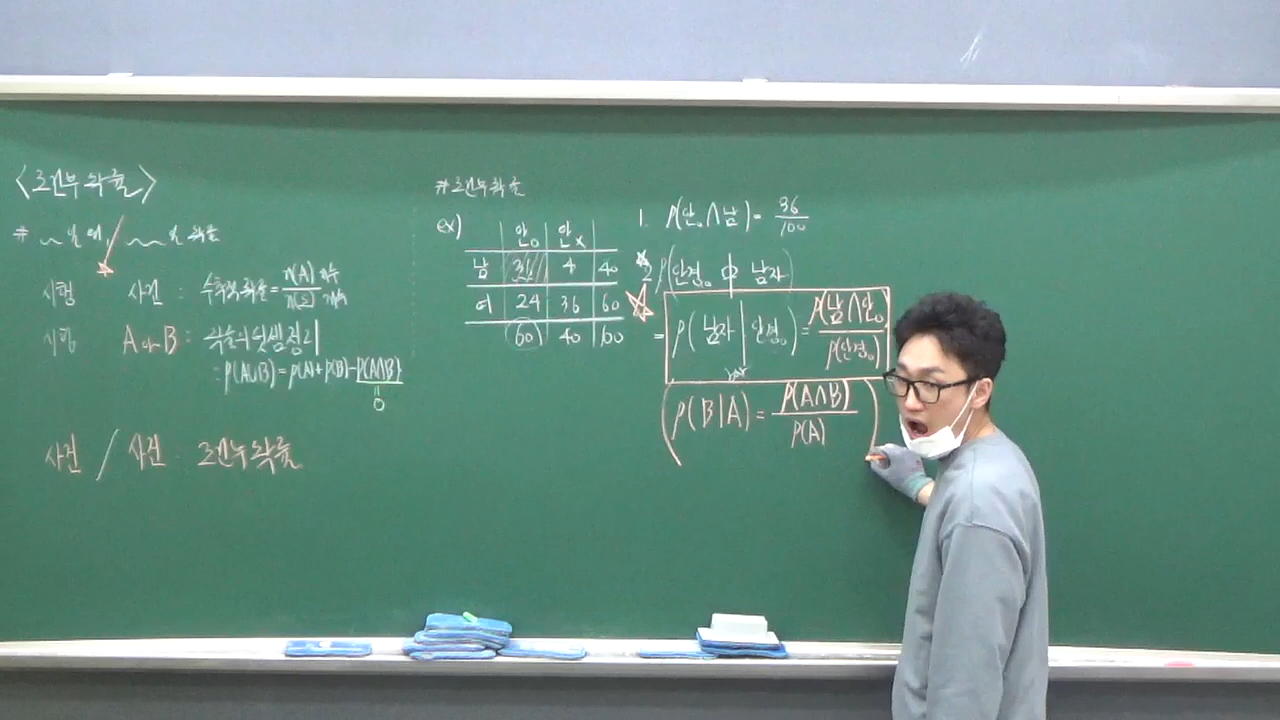 <조건부 확률>
# ~일 때, ~일 확률
시행 사건 : 수학적 확률 = n(A) / n(S)
시행 A or B : 확률의 덧셈정리
: P(A∪B) = P(A) + P(B) - P(A∩B)
0
사건 / 사건 : 조건부 확률
# 조건부 확률
ex)
안o 안x
남 36 4 40
여 24 36 60
60 40 100
1. P(안o∩남) = 36/100
2 P(안경o 中 남자)
= P(남자 | 안경o) = P(남∩안o) / P(안경o)
bar
(P(B|A) = P(A∩B) / P(A))